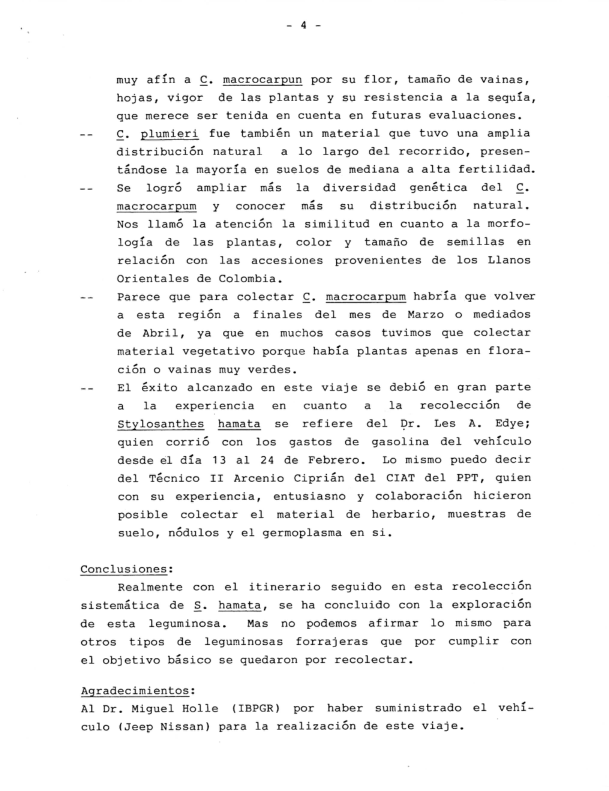 - 4 -
muy afín a C. macrocarpun por su flor, tamaño de vainas,
hojas, vigor de las plantas y su resistencia a la sequía,
que merece ser tenida en cuenta en futuras evaluaciones.
-- C. plumieri fue también un material que tuvo una amplia
distribución natural a lo largo del recorrido, presen-
tándose la mayoría en suelos de mediana a alta fertilidad.
-- Se logró ampliar más la diversidad genética del C.
macrocarpum y conocer más su distribución natural.
Nos llamó la atención la similitud en cuanto a la morfo-
logía de las plantas, color y tamaño de semillas en
relación con las accesiones provenientes de los Llanos
Orientales de Colombia.
-- Parece que para colectar C. macrocarpum habría que volver
a esta región a finales del mes de Marzo o mediados
de Abril, ya que en muchos casos tuvimos que colectar
material vegetativo porque había plantas apenas en flora-
ción o vainas muy verdes.
-- El éxito alcanzado en este viaje se debió en gran parte
a la experiencia en cuanto a la recolección de
Stylosanthes hamata se refiere del Dr. Les A. Edye;
quien corrió con los gastos de gasolina del vehículo
desde el día 13 al 24 de Febrero. Lo mismo puedo decir
del Técnico II Arcenio Ciprián del CIAT del PPT, quien
con su experiencia, entusiasno y colaboración hicieron
posible colectar el material de herbario, muestras de
suelo, nódulos y el germoplasma en si.
Conclusiones:
Realmente con el itinerario seguido en esta recolección
sistemática de S. hamata, se ha concluido con la exploración
de esta leguminosa. Mas no podemos afirmar lo mismo para
otros tipos de leguminosas forrajeras que por cumplir con
el objetivo básico se quedaron por recolectar.
Agradecimientos:
Al Dr. Miguel Holle (IBPGR) por haber suministrado el vehí-
culo (Jeep Nissan) para la realización de este viaje.